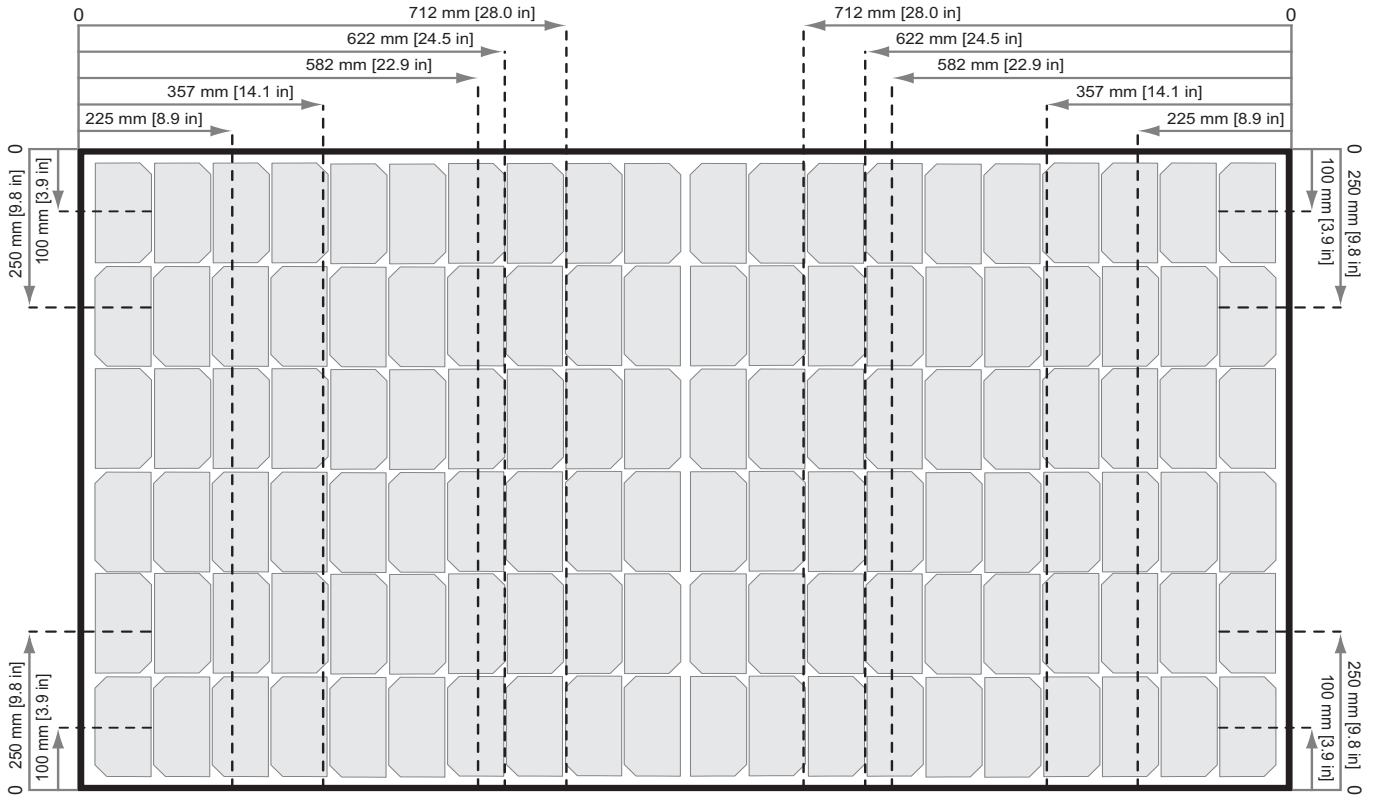 0
712 mm [28.0 in]
712 mm [28.0 in]
0
622 mm [24.5 in]
622 mm [24.5 in]
582 mm [22.9 in]
582 mm [22.9 in]
357 mm [14.1 in]
357 mm [14.1 in]
225 mm [8.9 in]
225 mm [8.9 in]
0
250 mm [9.8 in]
100 mm [3.9 in]
0
100 mm [3.9 in]
250 mm [9.8 in]
250 mm [9.8 in]
100 mm [3.9 in]
0
100 mm [3.9 in]
250 mm [9.8 in]
0